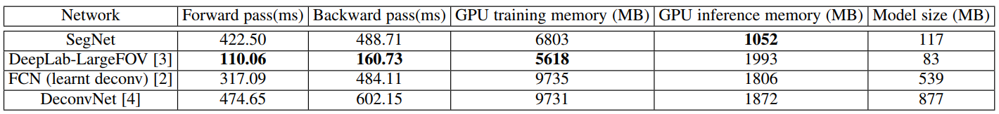 Network Forward pass(ms) Backward pass(ms) GPU training memory (MB) GPU inference memory (MB) Model size (MB)
SegNet 422.50 488.71 6803 1052 117
DeepLab-LargeFOV [3] 110.06 160.73 5618 1993 83
FCN (learnt deconv) [2] 317.09 484.11 9735 1806 539
DeconvNet [4] 474.65 602.15 9731 1872 877